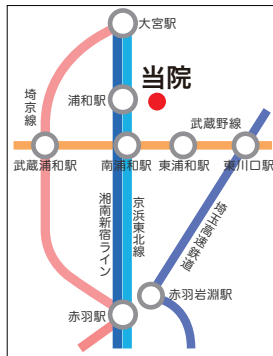 大宮駅
当院
埼京線
浦和駅
武蔵野線
武蔵浦和駅
南浦和駅
東浦和駅
東川口駅
湘南新宿ライン
京浜東北線
埼玉高速鉄道
赤羽岩淵駅
赤羽駅